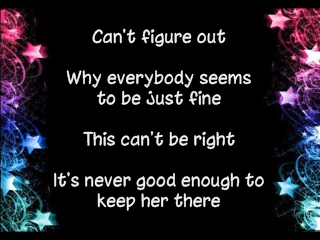 Can't figure out
Why everybody seems
to be just fine
This can't be right
It's never good enough to
keep her there